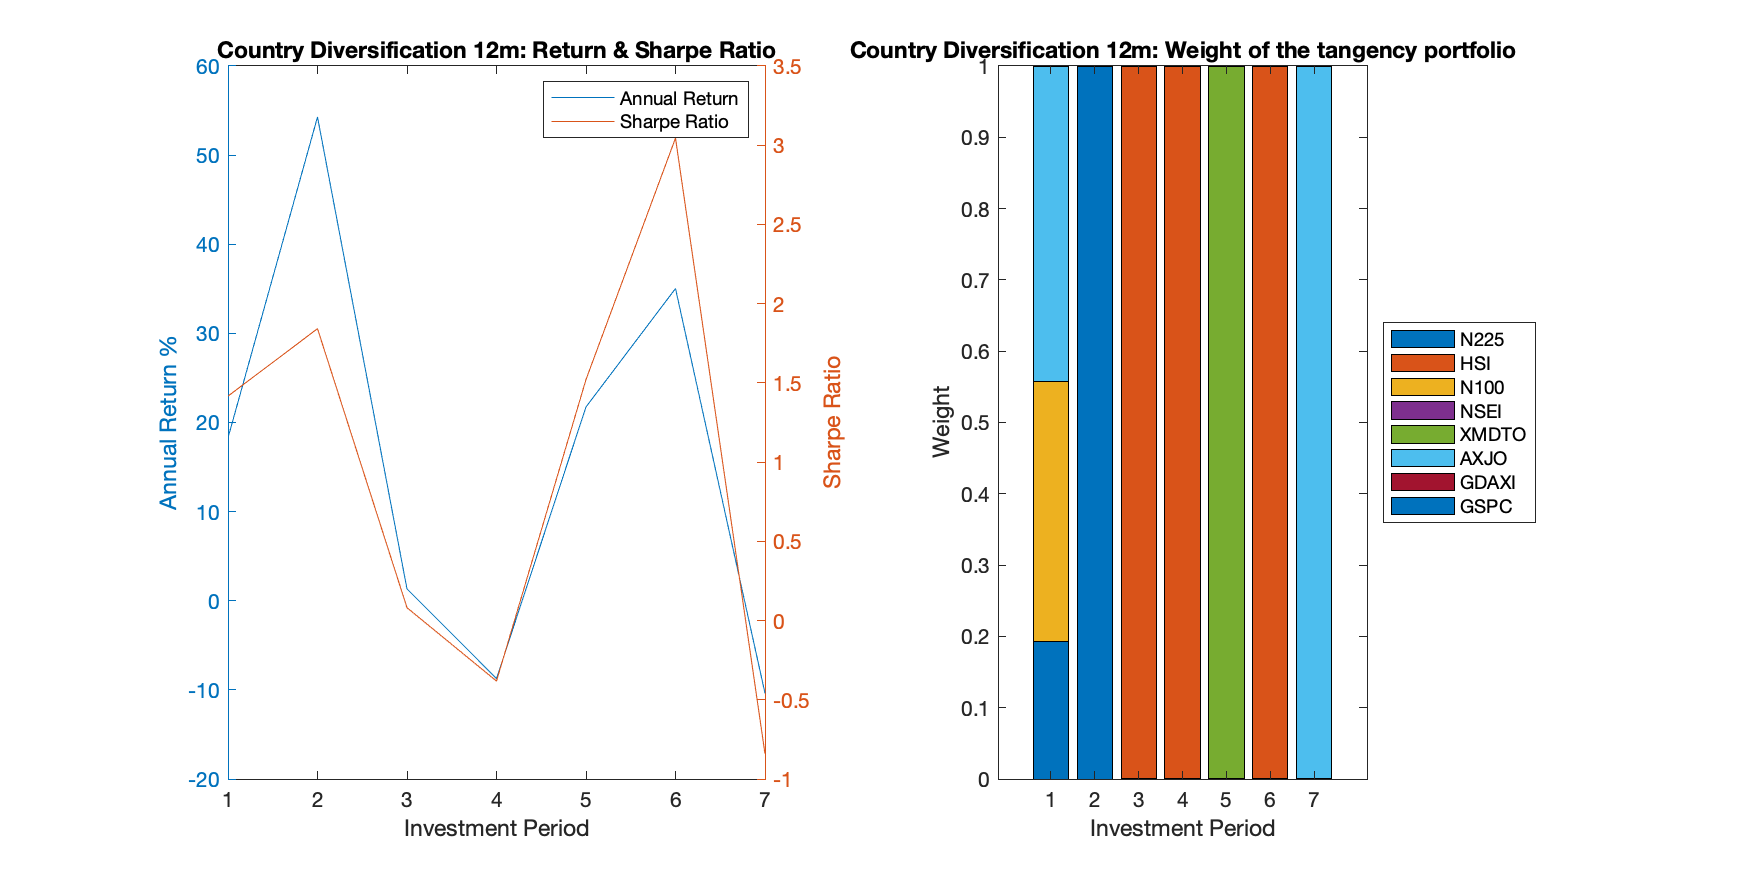 Country Diversification 12m: Return & Sharpe Ratio
60
50
40
30
20
10
0
-10
-20
Annual Return %
3.5
3
2.5
2
1.5
1
0.5
0
-0.5
-1
Sharpe Ratio
Annual Return
Sharpe Ratio
1 2 3 4 5 6 7
Investment Period
Country Diversification 12m: Weight of the tangency portfolio
1
0.9
0.8
0.7
0.6
0.5
0.4
0.3
0.2
0.1
0
Weight
1 2 3 4 5 6 7
Investment Period
N225
HSI
N100
NSEI
XMDTO
AXJO
GDAXI
GSPC